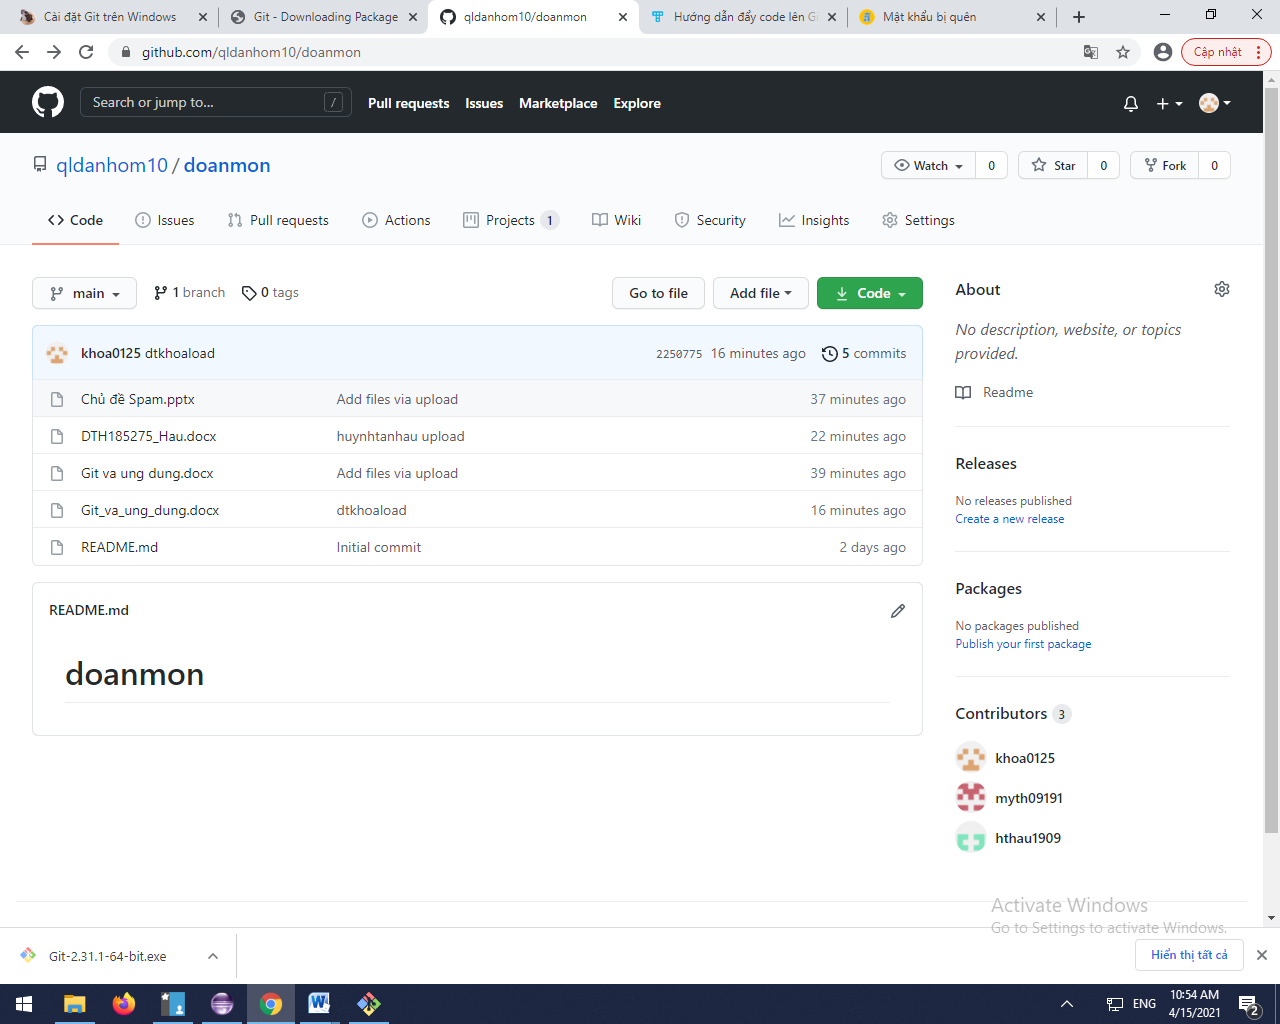 Cài đặt Git trên Windows
Git - Downloading Package
qldanhom10/doanmon
Hướng dẫn đẩy code lên Gi
Mật khẩu bị quên
github.com/qldanhom10/doanmon
Cập nhật
Search or jump to...
/
Pull requests
Issues
Marketplace
Explore
qldanhom10 / doanmon
Watch 0
Star 0
Fork 0
Code
Issues
Pull requests
Actions
Projects 1
Wiki
Security
Insights
Settings
main
1 branch
0 tags
Go to file
Add file
Code
khoa0125 dtkhoaload 2250775 16 minutes ago 5 commits
Chủ đề Spam.pptx Add files via upload 37 minutes ago
DTH185275_Hau.docx huynhtanhau upload 22 minutes ago
Git va ung dung.docx Add files via upload 39 minutes ago
Git_va_ung_dung.docx dtkhoaload 16 minutes ago
README.md Initial commit 2 days ago
README.md
doanmon
About
No description, website, or topics
provided.
Readme
Releases
No releases published
Create a new release
Packages
No packages published
Publish your first package
Contributors 3
khoa0125
myth09191
hthau1909
Activate Windows
Go to Settings to activate Windows.
Git-2.31.1-64-bit.exe
Hiển thị tất cả
ENG
10:54 AM
4/15/2021
2